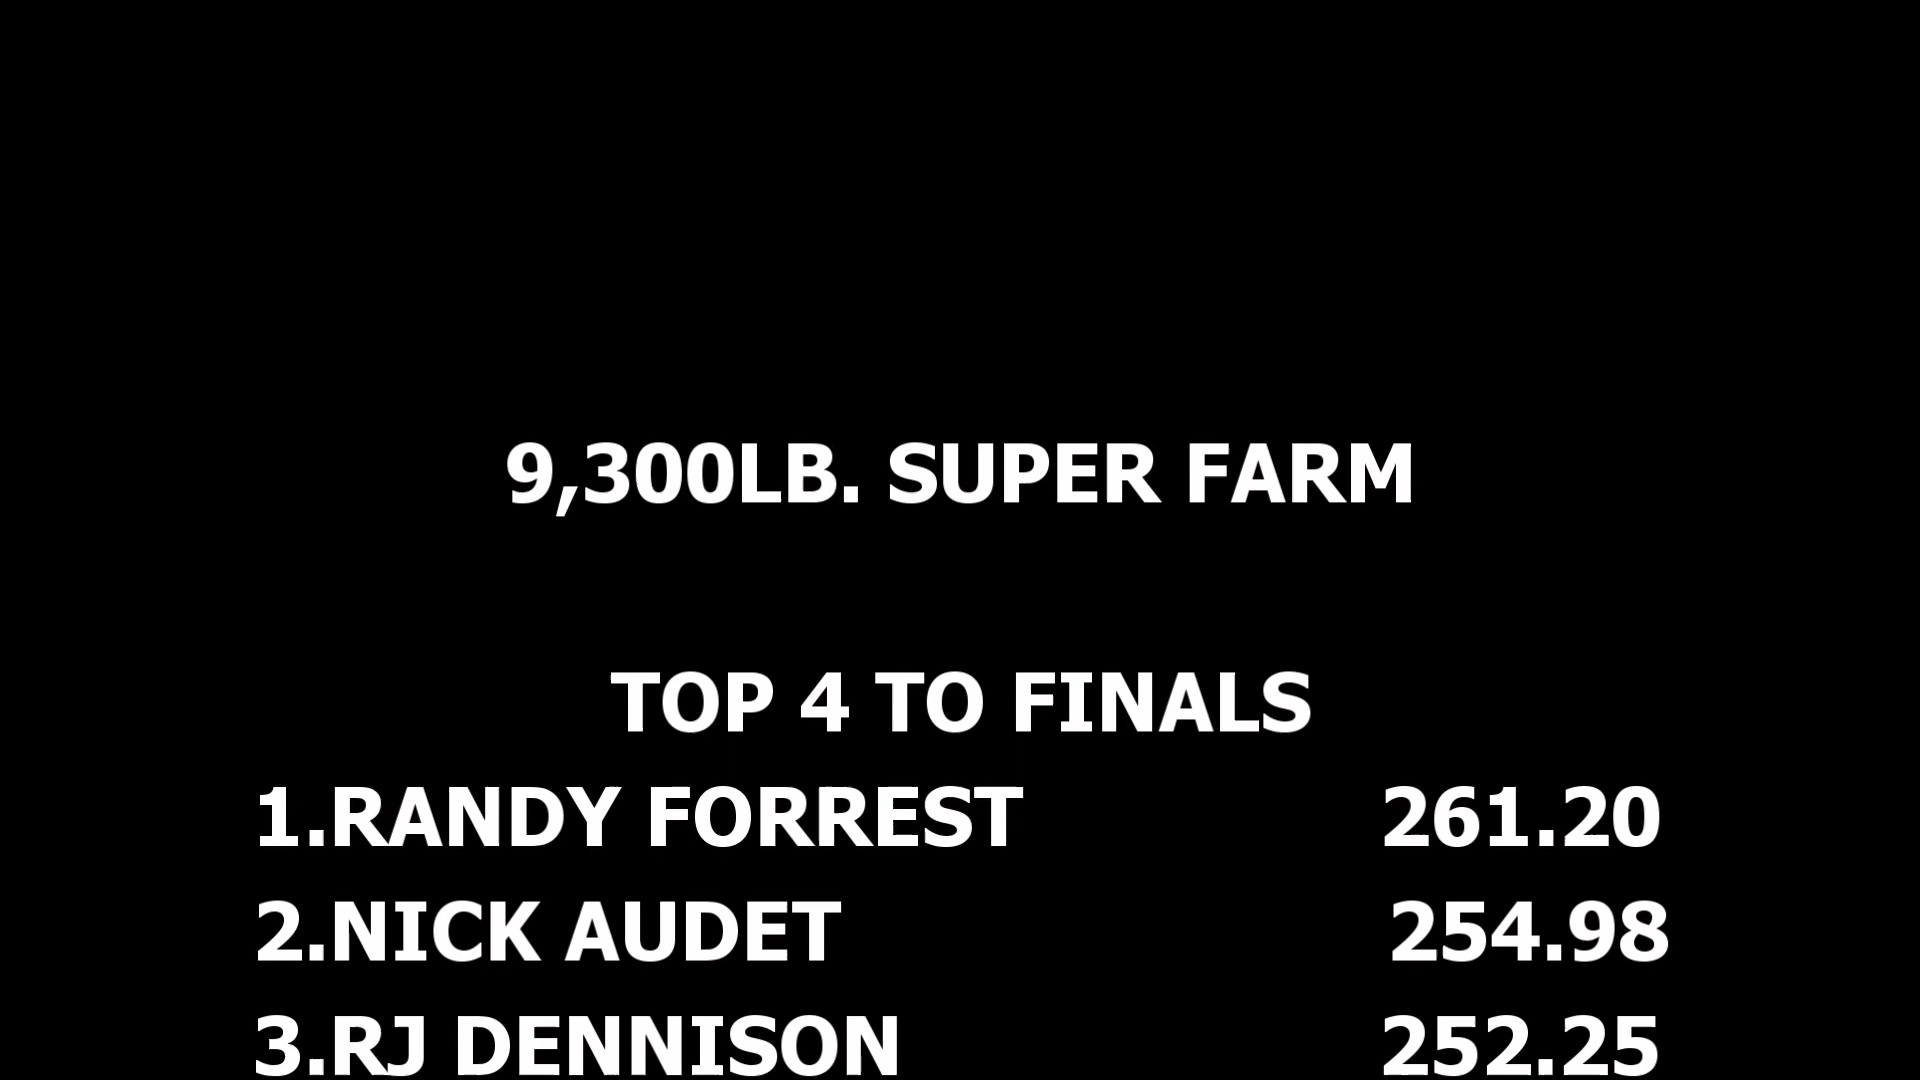 9,300LB. SUPER FARM
TOP 4 TO FINALS
1.RANDY FORREST 261.20
2.NICK AUDET 254.98
3.RJ DENNISON 252.25